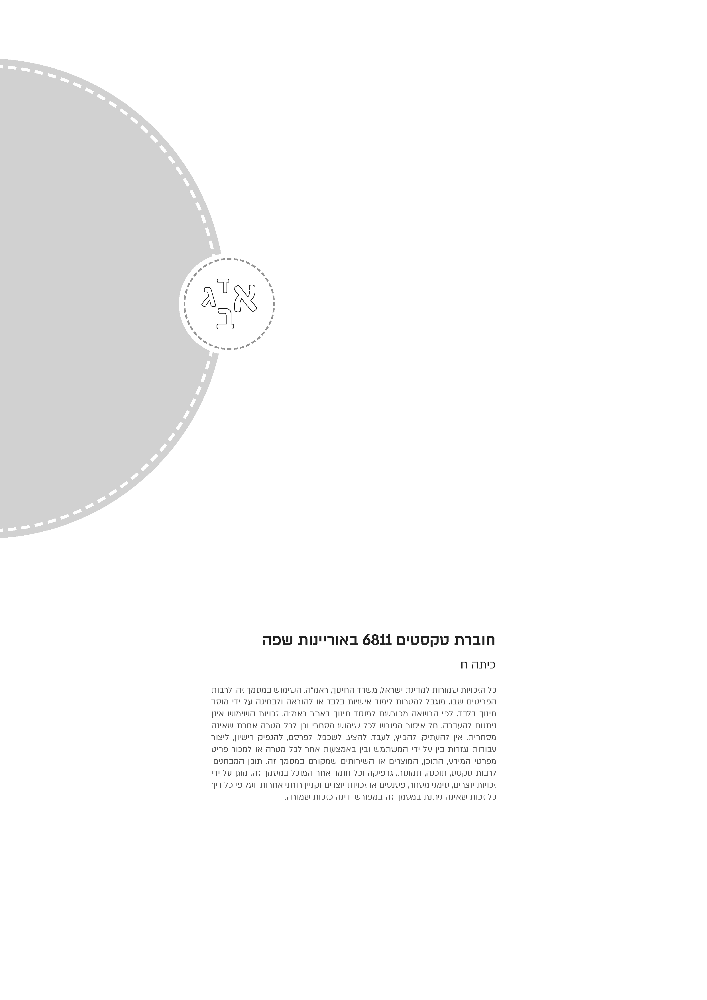 א ד ג
ב
חוברת טקסטים 6811 באוריינות שפה
כיתה ח
כל הזכויות שמורות למדינת ישראל, משרד החינוך, ראמ"ה. השימוש במסמך זה, לרבות
הפריטים שבו, מוגבל למטרות לימוד אישיות בלבד או להוראה ולבחינה על ידי מוסד
חינוך בלבד, לפי הרשאה מפורשת למוסד חינוך באתר ראמ"ה. זכויות השימוש אינן
ניתנות להעברה. חל איסור מפורש לכל שימוש מסחרי וכן לכל מטרה אחרת שאינה
מסחרית. אין להעתיק, להפיץ, לעבד, להציג, לשכפל, לפרסם, להנפיק רישיון, ליצור
עבודות נגזרות בין על ידי המשתמש ובין באמצעות אחר לכל מטרה או למכור פריט
מפרטי המידע, התוכן, המוצרים או השירותים שמקורם במסמך זה. תוכן המבחנים,
לרבות טקסט, תוכנה, תמונות, גרפיקה וכל חומר אחר המוכל במסמך זה, מוגן על ידי
זכויות יוצרים, סימני מסחר, פטנטים או זכויות יוצרים וקניין רוחני אחרות, ועל פי כל דין;
כל זכות שאינה ניתנת במסמך זה במפורש, דינה כזכות שמורה.